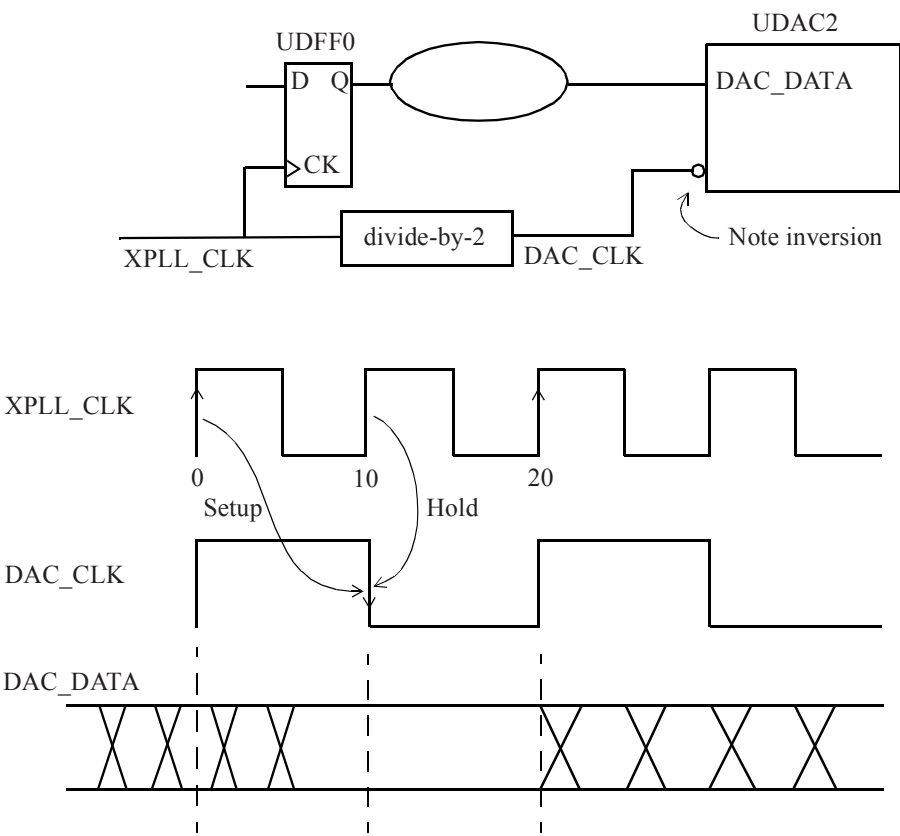 UDAC2
UDFF0
D Q
DAC_DATA
CK
divide-by-2
Note inversion
XPLL_CLK
DAC_CLK
XPLL_CLK
0 10 20
Setup
Hold
DAC_CLK
DAC_DATA